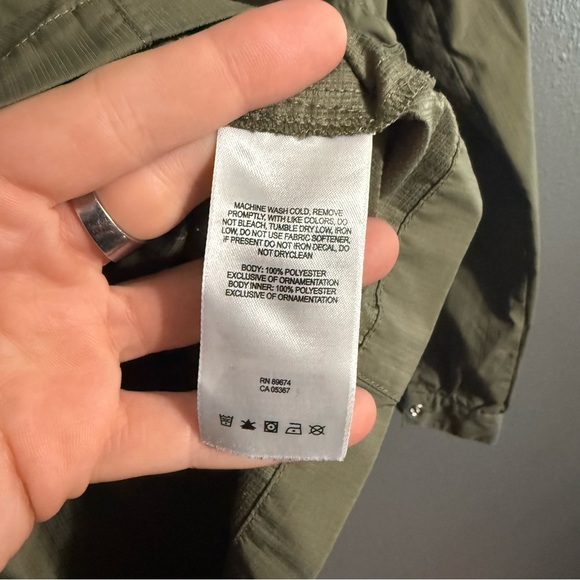 MACHINE WASH COLD, REMOVE
PROMPTLY, WITH LIKE COLORS, DO
NOT BLEACH, TUMBLE DRY LOW, IRON
LOW, DO NOT USE FABRIC SOFTENER,
IF PRESENT DO NOT IRON DECAL, DO
NOT DRYCLEAN
BODY: 100% POLYESTER
EXCLUSIVE OF ORNAMENTATION
BODY INNER: 100% POLYESTER
EXCLUSIVE OF ORNAMENTATION
RN 89674
CA 05367